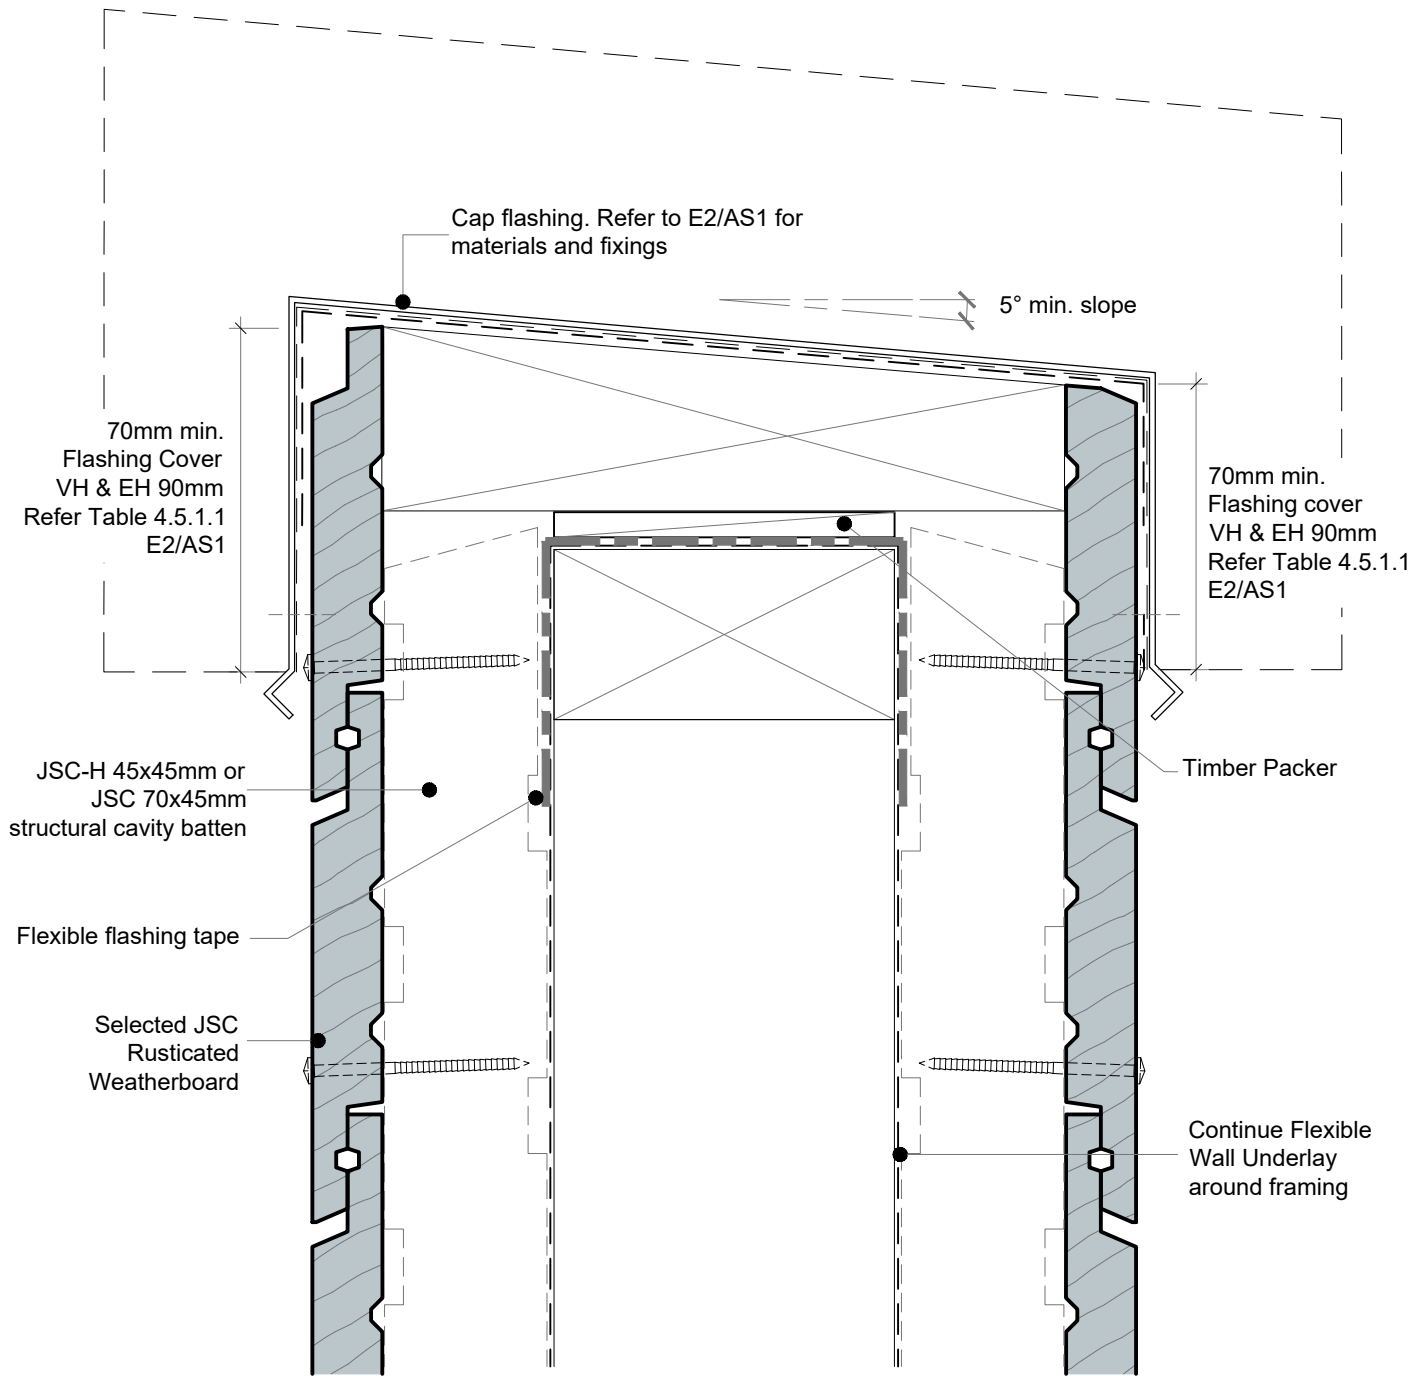 Cap flashing. Refer to E2/AS1 for
materials and fixings
5° min. slope
70mm min.
Flashing Cover
VH & EH 90mm
Refer Table 4.5.1.1
E2/AS1
70mm min.
Flashing cover
VH & EH 90mm
Refer Table 4.5.1.1
E2/AS1
JSC-H 45x45mm or
JSC 70x45mm
structural cavity batten
Timber Packer
Flexible flashing tape
Selected JSC
Rusticated
Weatherboard
Continue Flexible
Wall Underlay
around framing